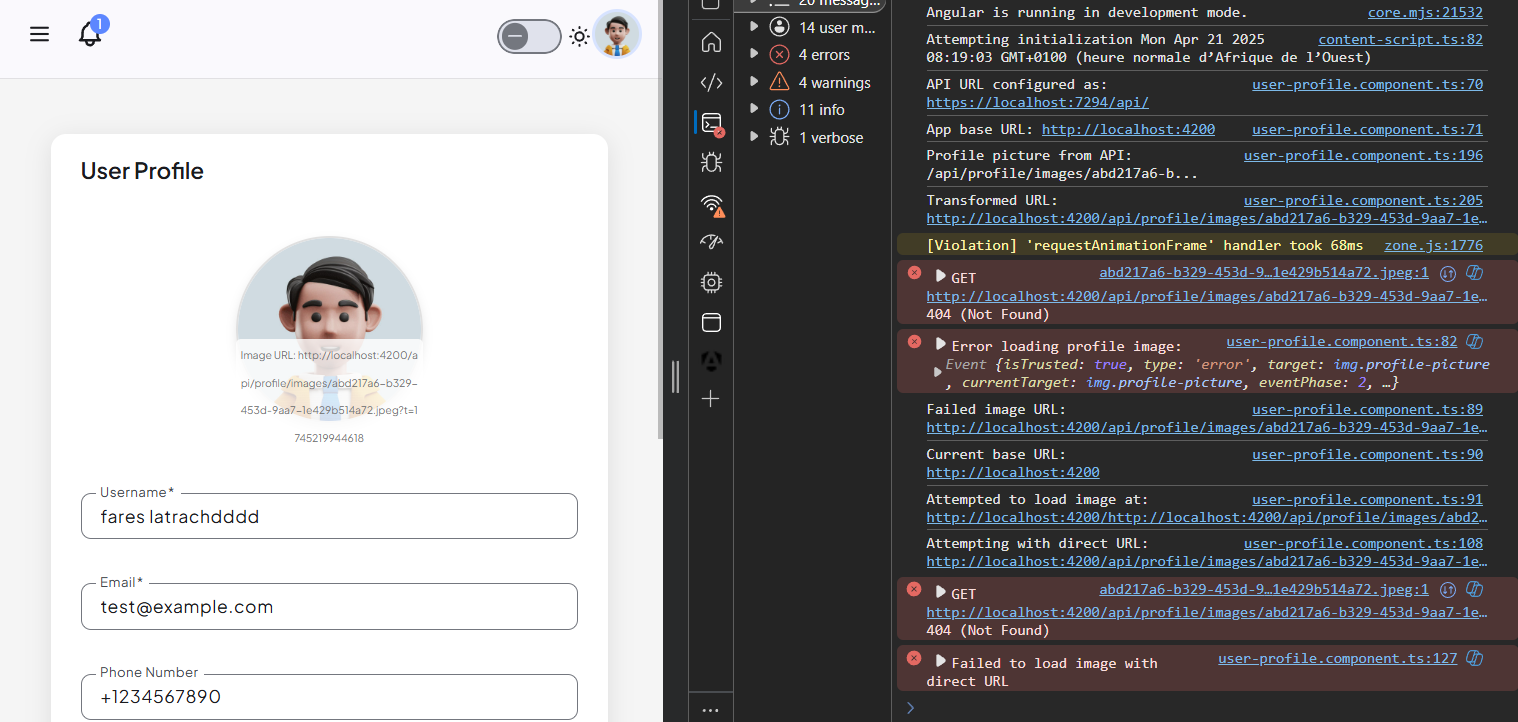 1
User Profile
Image URL: http://localhost:4200/a
pi/profile/images/abd217a6-b329-
453d-9aa7-1e429b514a72.jpeg?t=1
745219944618
Username*
fares latrachdddd
Email*
test@example.com
Phone Number
+1234567890
20 messag...
14 user m...
4 errors
4 warnings
11 info
1 verbose
...
Angular is running in development mode. core.mjs:21532
Attempting initialization Mon Apr 21 2025 content-script.ts:82
08:19:03 GMT+0100 (heure normale d’Afrique de l’Ouest)
API URL configured as: user-profile.component.ts:70
https://localhost:7294/api/
App base URL: http://localhost:4200 user-profile.component.ts:71
Profile picture from API: user-profile.component.ts:196
/api/profile/images/abd217a6-b...
Transformed URL: user-profile.component.ts:205
http://localhost:4200/api/profile/images/abd217a6-b329-453d-9aa7-1e…
[Violation] 'requestAnimationFrame' handler took 68ms zone.js:1776
GET abd217a6-b329-453d-9…1e429b514a72.jpeg:1
http://localhost:4200/api/profile/images/abd217a6-b329-453d-9aa7-1e…
404 (Not Found)
Error loading profile image: user-profile.component.ts:82
Event {isTrusted: true, type: 'error', target: img.profile-picture
, currentTarget: img.profile-picture, eventPhase: 2, …}
Failed image URL: user-profile.component.ts:89
http://localhost:4200/api/profile/images/abd217a6-b329-453d-9aa7-1e…
Current base URL: user-profile.component.ts:90
http://localhost:4200
Attempted to load image at: user-profile.component.ts:91
http://localhost:4200/http://localhost:4200/api/profile/images/abd2…
Attempting with direct URL: user-profile.component.ts:108
http://localhost:4200/api/profile/images/abd217a6-b329-453d-9aa7-1e…
GET abd217a6-b329-453d-9…1e429b514a72.jpeg:1
http://localhost:4200/api/profile/images/abd217a6-b329-453d-9aa7-1e…
404 (Not Found)
Failed to load image with user-profile.component.ts:127
direct URL